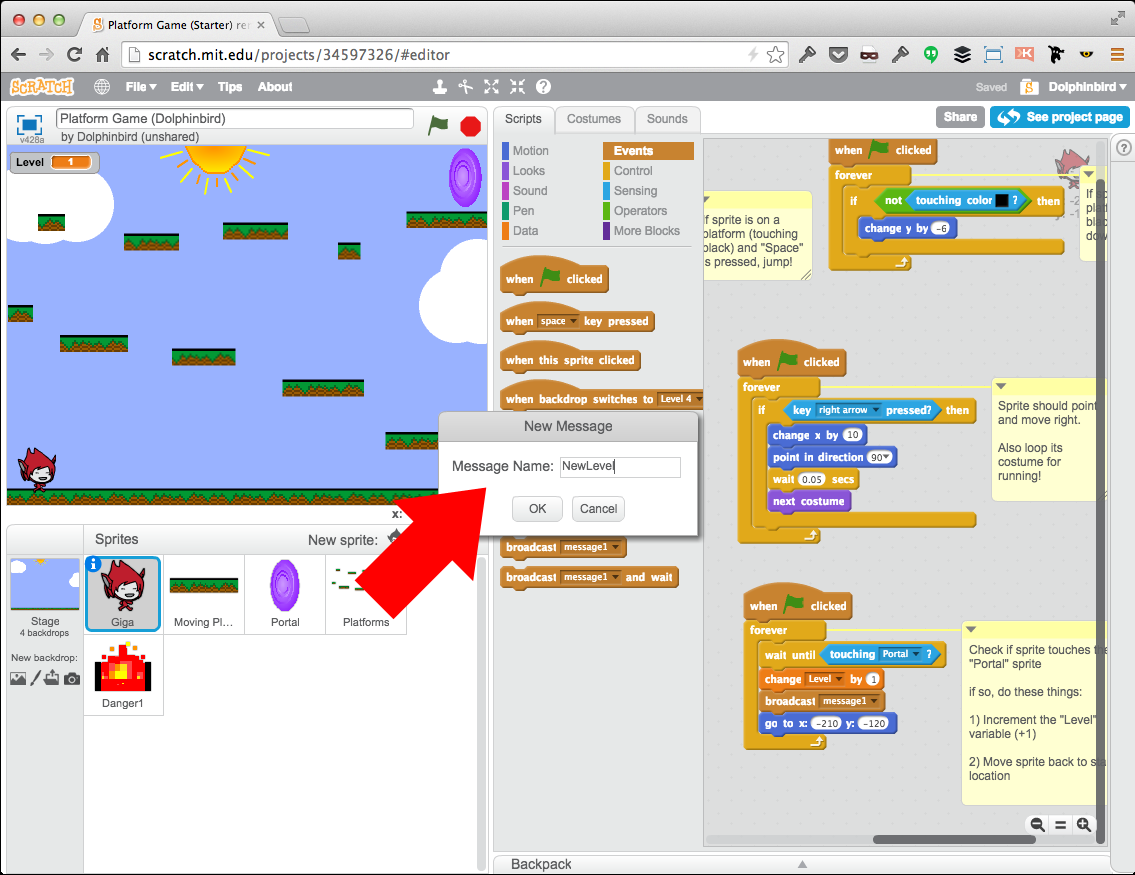 Platform Game (Starter) rem
scratch.mit.edu/projects/34597326/#editor
SCRATCH
File Edit Tips About
Saved
Dolphinbird
v428a
Platform Game (Dolphinbird)
by Dolphinbird (unshared)
Scripts Costumes Sounds
Share
See project page
Level 1
Motion
Events
Looks
Control
Sound
Sensing
Pen
Operators
Data
More Blocks
when clicked
when space key pressed
when this sprite clicked
when backdrop switches to Level 4
New Message
Message Name: NewLevel
OK Cancel
broadcast message1
broadcast message1 and wait
when clicked
forever
if not touching color ? then
change y by -6
If sprite is on a
platform (touching
black) and "Space"
is pressed, jump!
when clicked
forever
if key right arrow pressed? then
change x by 10
point in direction 90
wait 0.05 secs
next costume
Sprite should point
and move right.
Also loop its
costume for
running!
when clicked
forever
wait until touching Portal ?
change Level by 1
broadcast message1
go to x: -210 y: -120
Check if sprite touches the
"Portal" sprite
if so, do these things:
1) Increment the "Level"
variable (+1)
2) Move sprite back to sta
location
x:
Sprites
New sprite:
Stage
4 backdrops
New backdrop:
Giga
Moving Pl...
Portal
Platforms
Danger1
Backpack